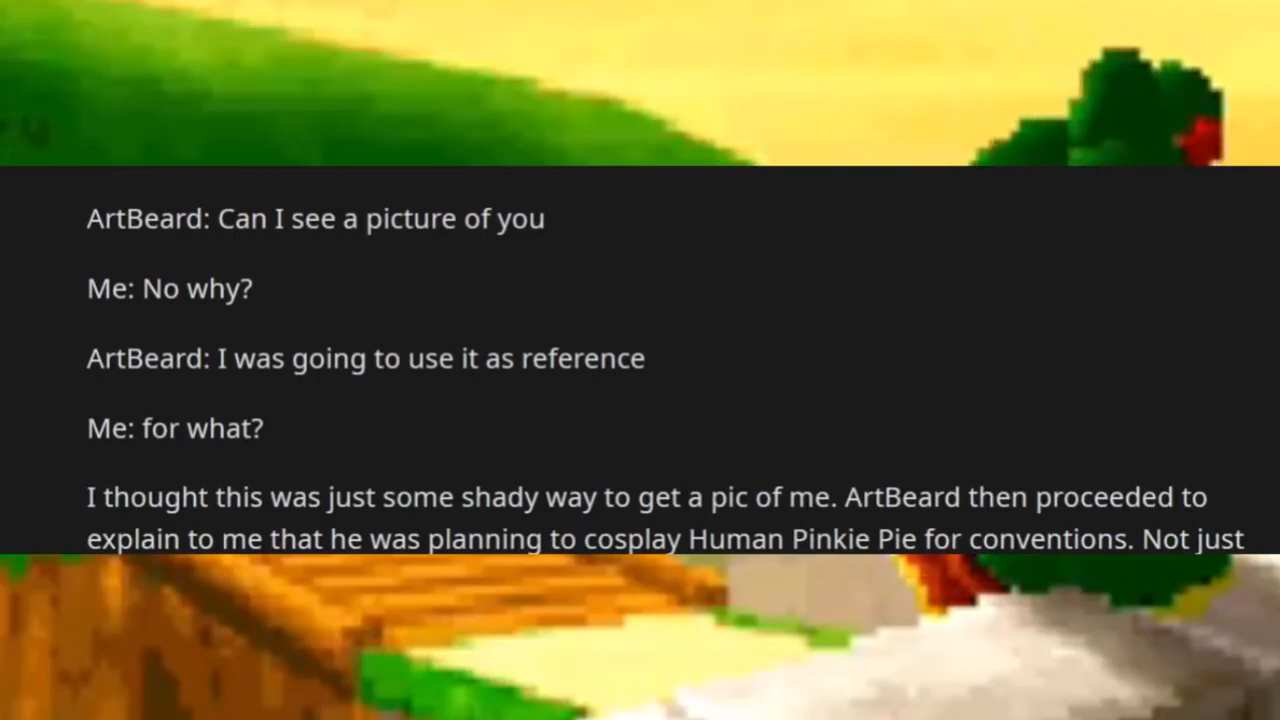 ArtBeard: Can I see a picture of you
Me: No why?
ArtBeard: I was going to use it as reference
Me: for what?
I thought this was just some shady way to get a pic of me. ArtBeard then proceeded to
explain to me that he was planning to cosplay Human Pinkie Pie for conventions. Not just